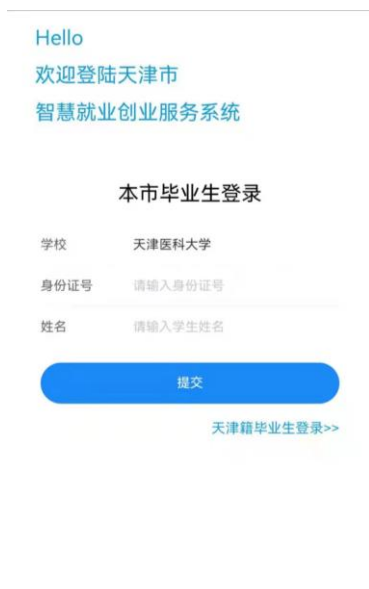 Hello
欢迎登陆天津市
智慧就业创业服务系统
本市毕业生登录
学校 天津医科大学
身份证号 请输入身份证号
姓名 请输入学生姓名
提交
天津籍毕业生登录>>